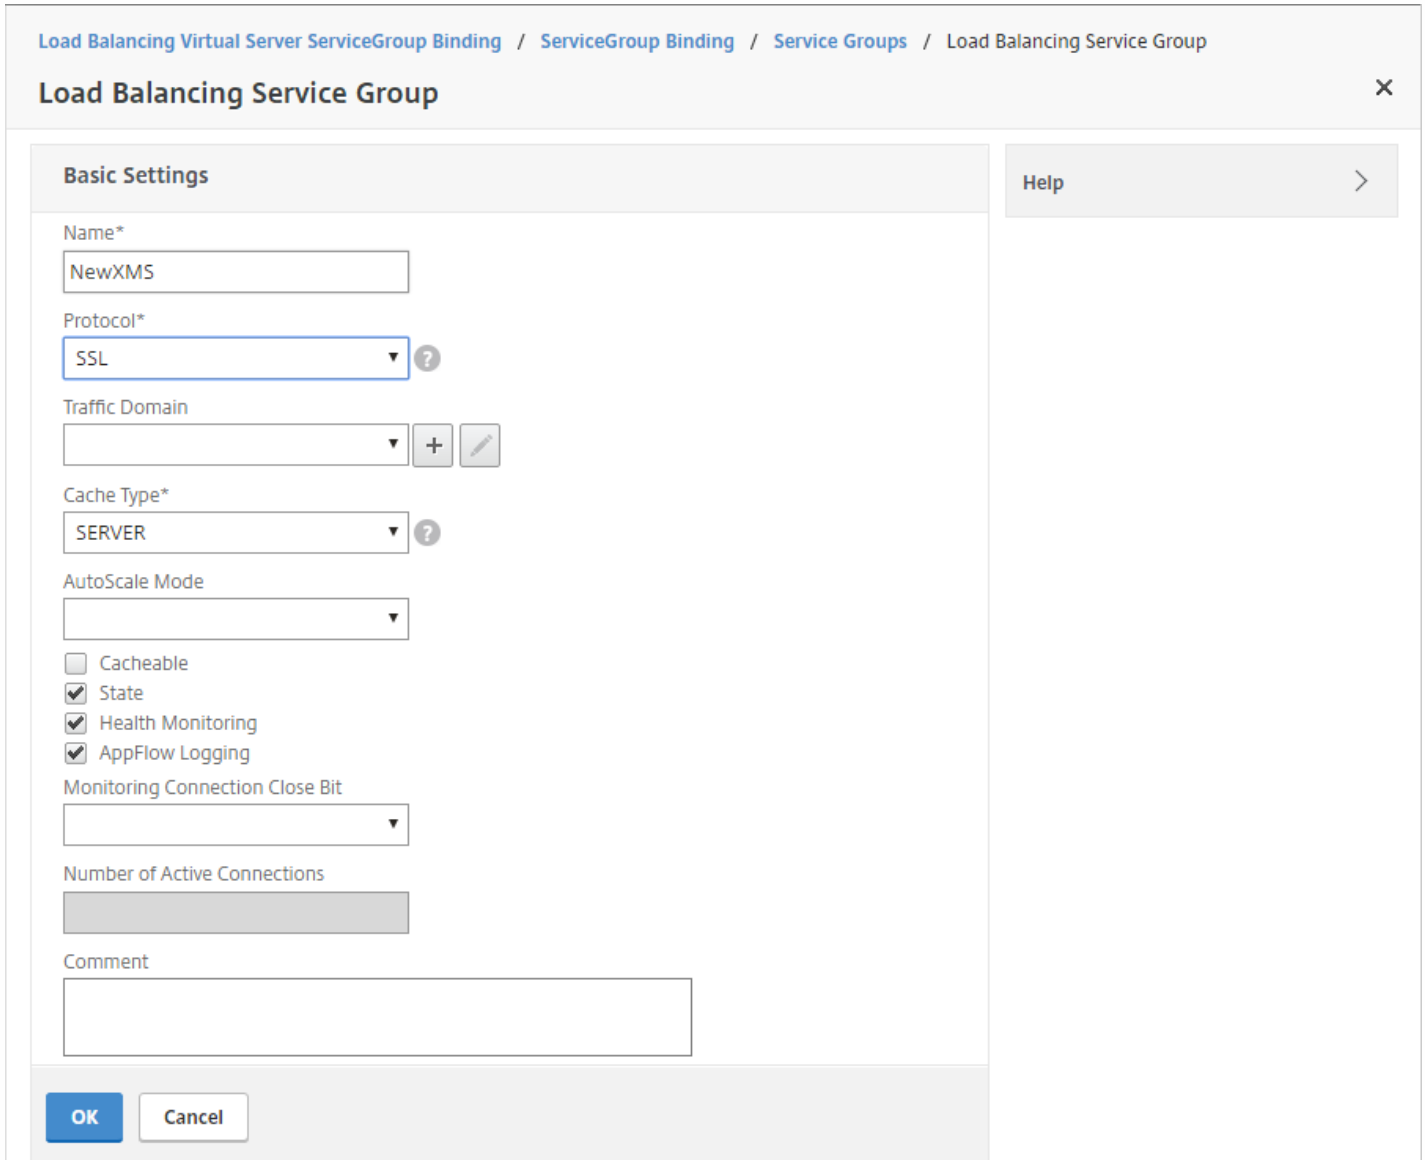 Load Balancing Virtual Server ServiceGroup Binding / ServiceGroup Binding / Service Groups / Load Balancing Service Group
Load Balancing Service Group
Basic Settings
Help
Name*
NewXMS
Protocol*
SSL
?
Traffic Domain
Cache Type*
SERVER
?
AutoScale Mode
Cacheable
State
Health Monitoring
AppFlow Logging
Monitoring Connection Close Bit
Number of Active Connections
Comment
OK Cancel